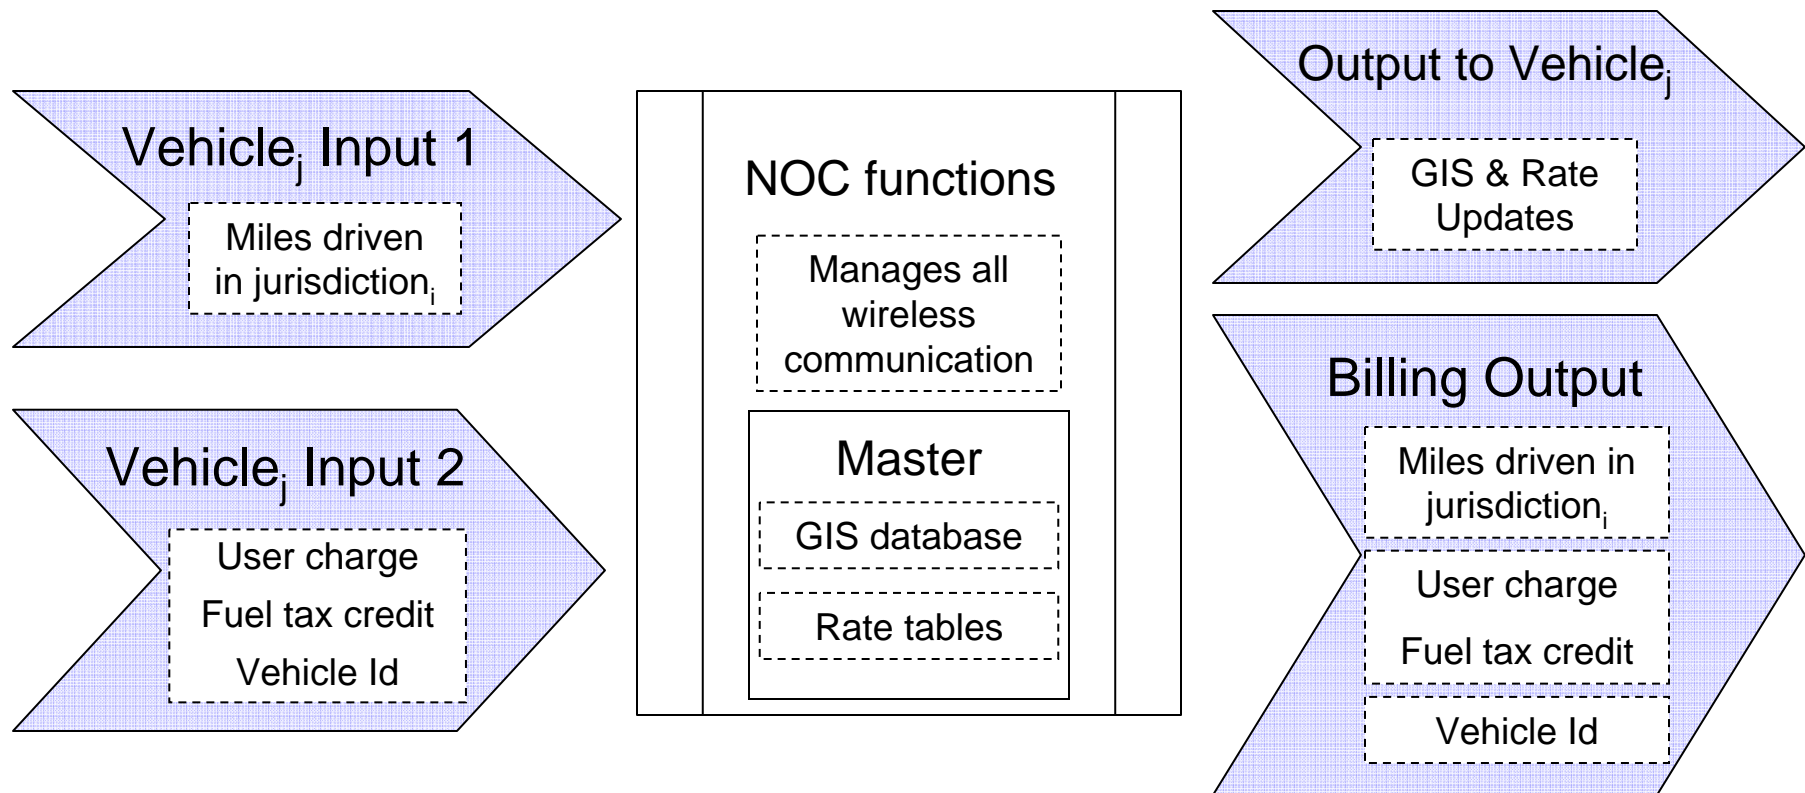 Vehiclej Input 1
Miles driven
in jurisdictioni
Vehiclej Input 2
User charge
Fuel tax credit
Vehicle Id
NOC functions
Manages all
wireless
communication
Master
GIS database
Rate tables
Output to Vehiclej
GIS & Rate
Updates
Billing Output
Miles driven in
jurisdictioni
User charge
Fuel tax credit
Vehicle Id